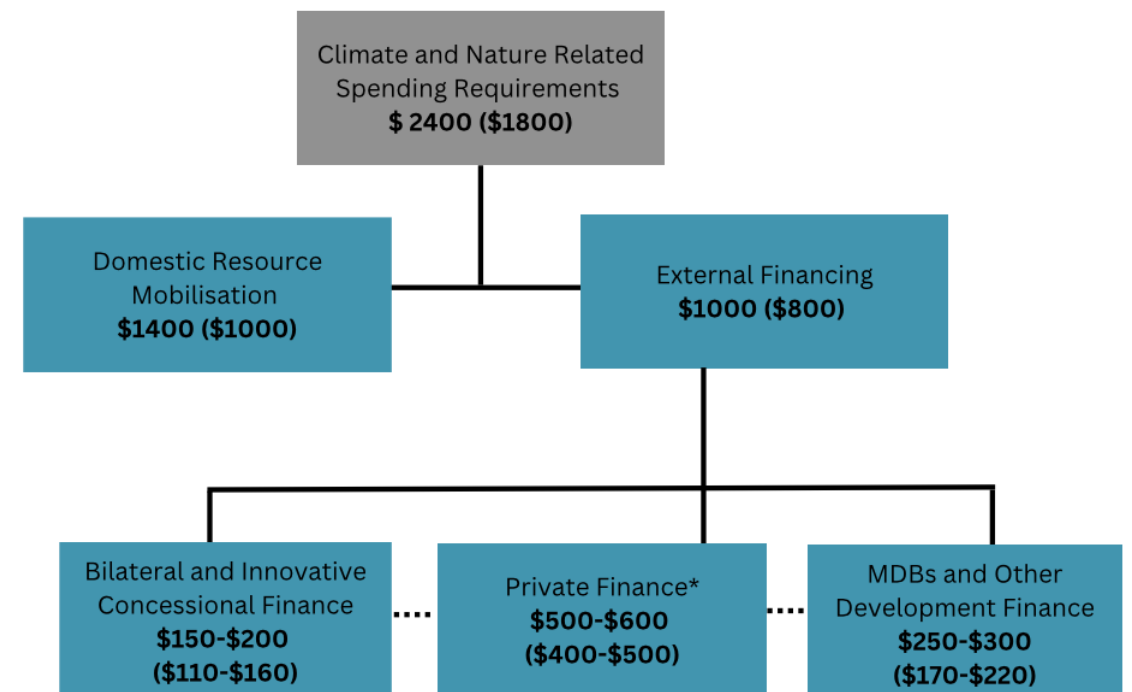 Climate and Nature Related
Spending Requirements
$ 2400 ($1800)
Domestic Resource
Mobilisation
$1400 ($1000)
External Financing
$1000 ($800)
Bilateral and Innovative
Concessional Finance
$150-$200
($110-$160)
Private Finance*
$500-$600
($400-$500)
MDBs and Other
Development Finance
$250-$300
($170-$220)